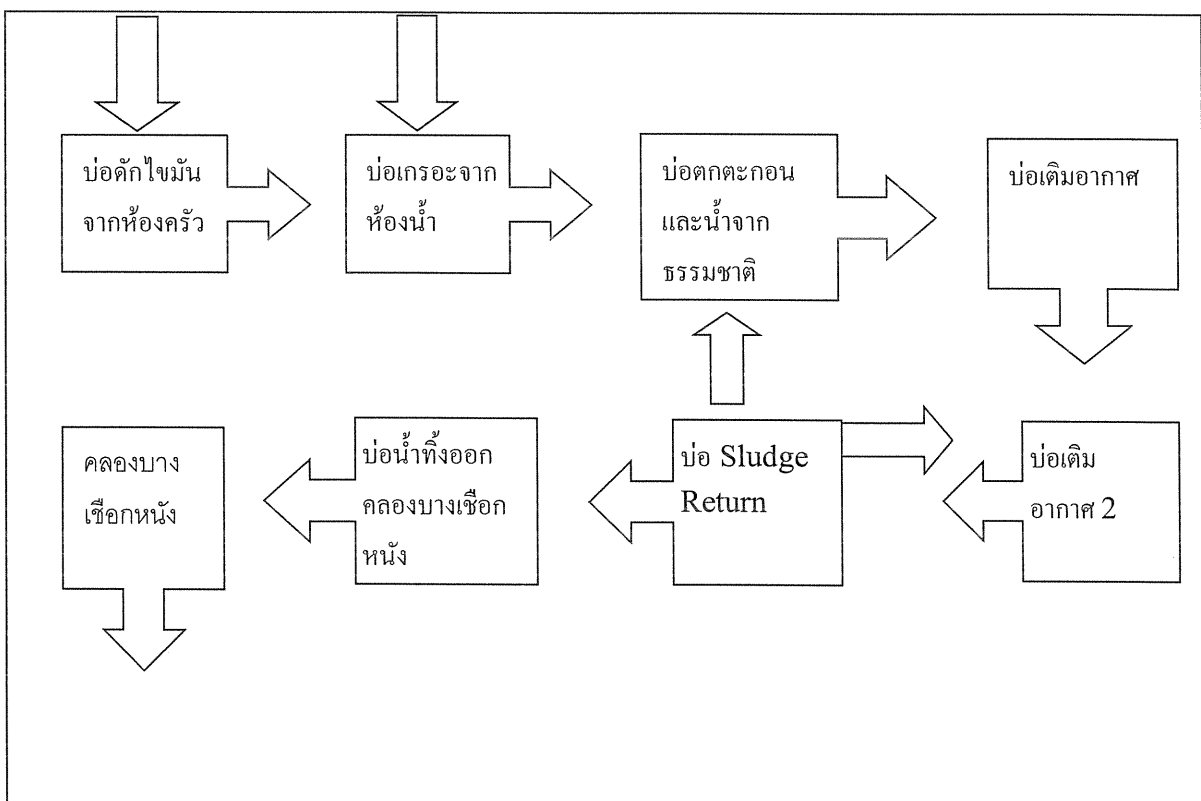 บ่อดักไขมัน
จากห้องครัว
บ่อเกรอะจาก
ห้องน้ำ
บ่อตกตะกอน
และน้ำจาก
ธรรมชาติ
บ่อเติมอากาศ
คลองบาง
เชือกหนัง
บ่อน้ำทิ้งออก
คลองบางเชือก
หนัง
บ่อ Sludge
Return
บ่อเติม
อากาศ 2